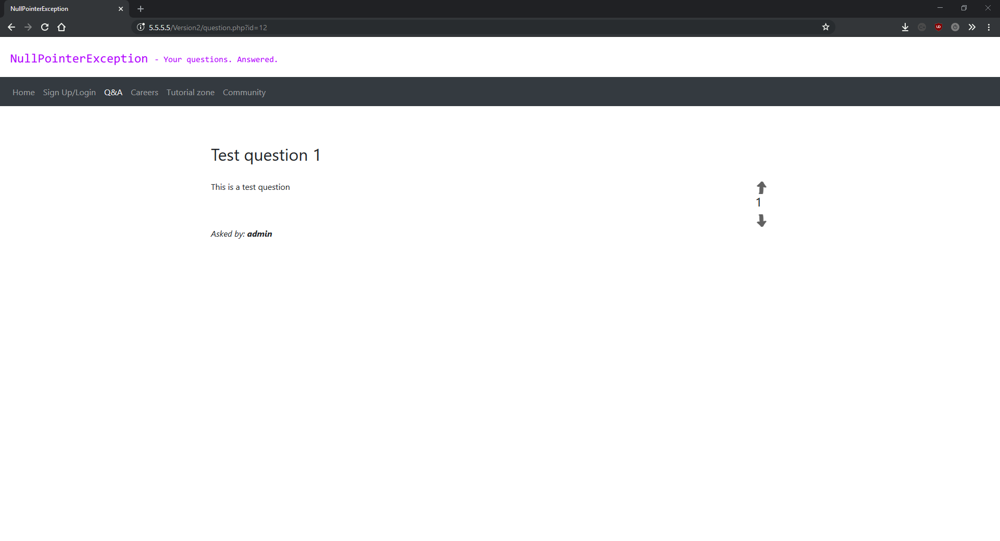 NullPointerException
5.5.5.5/Version2/question.php?id=12
NullPointerException - Your questions. Answered.
Home Sign Up/Login Q&A Careers Tutorial zone Community
Test question 1
This is a test question
1
Asked by: admin